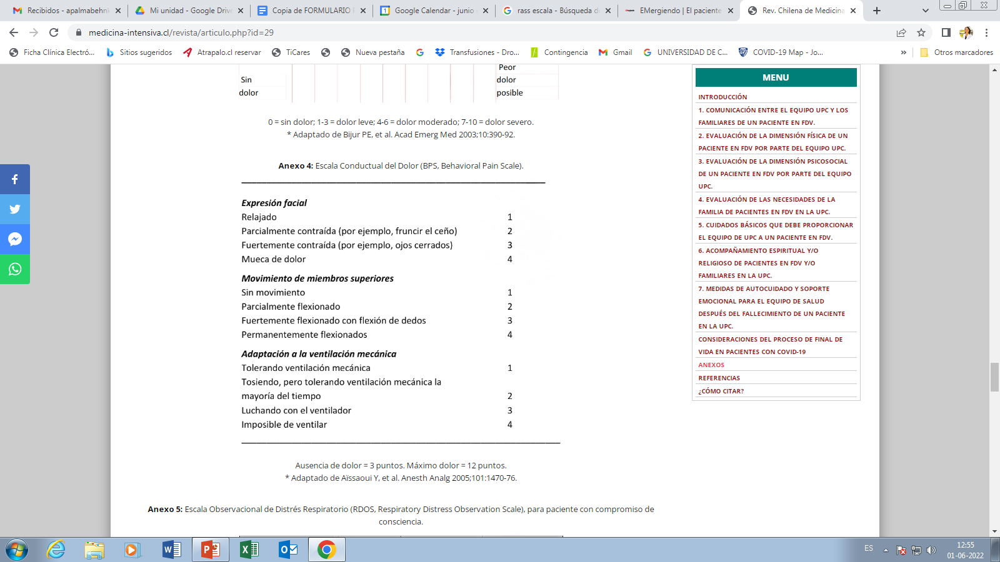 Recibidos - apalmabehnk
Mi unidad - Google Drive
Copia de FORMULARIO
Google Calendar - junio
rass escala - Búsqueda d
EMergiendo | El paciente
Rev. Chilena de Medicina
medicina-intensiva.cl/revista/articulo.php?id=29
Ficha Clínica Electró...
Sitios sugeridos
Atrapalo.cl reservar
TiCares
Nueva pestaña
Transfusiones - Dro...
Contingencia
Gmail
UNIVERSIDAD DE C...
COVID-19 Map - Jo...
»
Otros marcadores
Peor
Sin
dolor
dolor
posible
0 = sin dolor; 1-3 = dolor leve; 4-6 = dolor moderado; 7-10 = dolor severo.
* Adaptado de Bijur PE, et al. Acad Emerg Med 2003;10:390-92.
Anexo 4: Escala Conductual del Dolor (BPS, Behavioral Pain Scale).
Expresión facial
Relajado 1
Parcialmente contraída (por ejemplo, fruncir el ceño) 2
Fuertemente contraída (por ejemplo, ojos cerrados) 3
Mueca de dolor 4
Movimiento de miembros superiores
Sin movimiento 1
Parcialmente flexionado 2
Fuertemente flexionado con flexión de dedos 3
Permanentemente flexionados 4
Adaptación a la ventilación mecánica
Tolerando ventilación mecánica 1
Tosiendo, pero tolerando ventilación mecánica la
mayoría del tiempo 2
Luchando con el ventilador 3
Imposible de ventilar 4
Ausencia de dolor = 3 puntos. Máximo dolor = 12 puntos.
* Adaptado de Aïssaoui Y, et al. Anesth Analg 2005;101:1470-76.
Anexo 5: Escala Observacional de Distrés Respiratorio (RDOS, Respiratory Distress Observation Scale), para paciente con compromiso de
consciencia.
MENU
INTRODUCCIÓN
1. COMUNICACIÓN ENTRE EL EQUIPO UPC Y LOS
FAMILIARES DE UN PACIENTE EN FDV.
2. EVALUACIÓN DE LA DIMENSIÓN FÍSICA DE UN
PACIENTE EN FDV POR PARTE DEL EQUIPO UPC.
3. EVALUACIÓN DE LA DIMENSIÓN PSICOSOCIAL
DE UN PACIENTE EN FDV POR PARTE DEL EQUIPO
UPC.
4. EVALUACIÓN DE LAS NECESIDADES DE LA
FAMILIA DE PACIENTES EN FDV EN LA UPC.
5. CUIDADOS BÁSICOS QUE DEBE PROPORCIONAR
EL EQUIPO DE UPC A UN PACIENTE EN FDV.
6. ACOMPAÑAMIENTO ESPIRITUAL Y/O
RELIGIOSO DE PACIENTES EN FDV Y/O
FAMILIARES EN LA UPC.
7. MEDIDAS DE AUTOCUIDADO Y SOPORTE
EMOCIONAL PARA EL EQUIPO DE SALUD
DESPUÉS DEL FALLECIMIENTO DE UN PACIENTE
EN LA UPC.
CONSIDERACIONES DEL PROCESO DE FINAL DE
VIDA EN PACIENTES CON COVID-19
ANEXOS
REFERENCIAS
¿CÓMO CITAR?
ES
12:55
01-06-2022